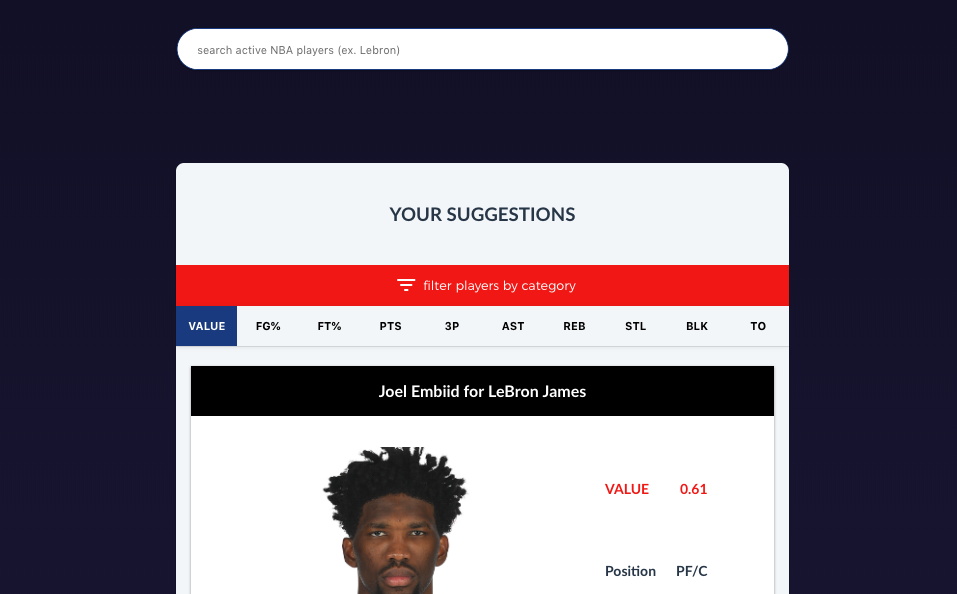 search active NBA players (ex. Lebron)
YOUR SUGGESTIONS
filter players by category
VALUE FG% FT% PTS 3P AST REB STL BLK TO
Joel Embiid for LeBron James
VALUE 0.61
Position PF/C